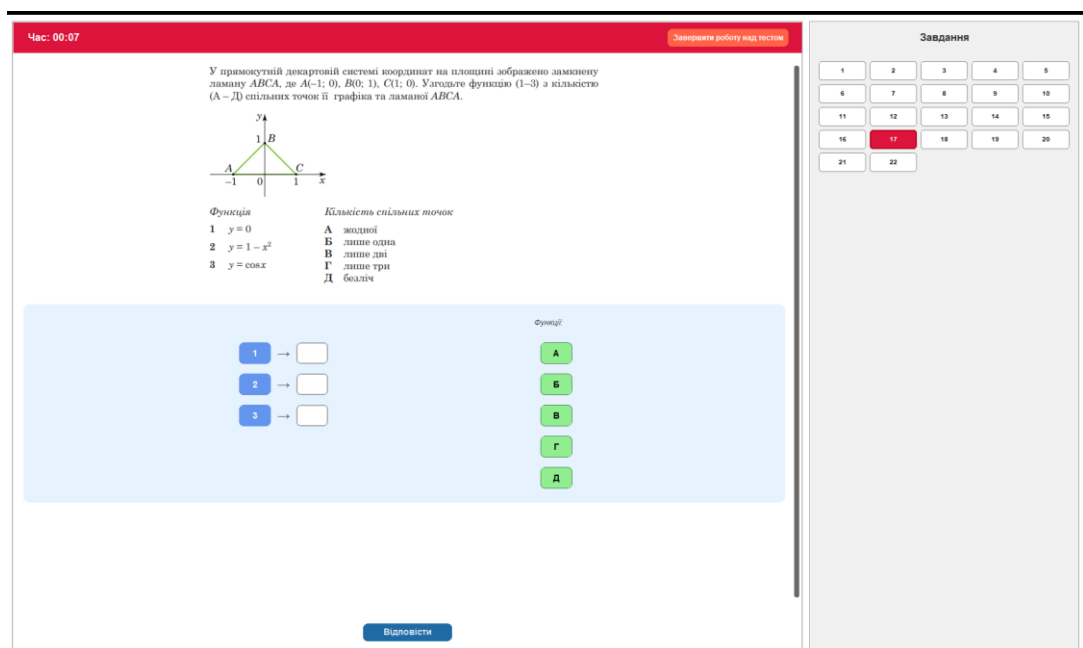 Час: 00:07
Завершити роботу над тестом
Завдання
У прямокутній декартовій системі координат на площині зображено замкнену
ламану ABCA, де A(–1; 0), B(0; 1), C(1; 0). Узгодьте функцію (1–3) з кількістю
(А – Д) спільних точок її графіка та ламаної ABCA.
y
1 B
A C
–1 0 1 x
Функція Кількість спільних точок
1 y = 0 А жодної
2 y = 1 – x² Б лише одна
В лише дві
3 y = cosx Г лише три
Д безліч
Функції:
1 → А
2 → Б
3 → В
Г
Д
Відповісти
1 2 3 4 5
6 7 8 9 10
11 12 13 14 15
16 17 18 19 20
21 22